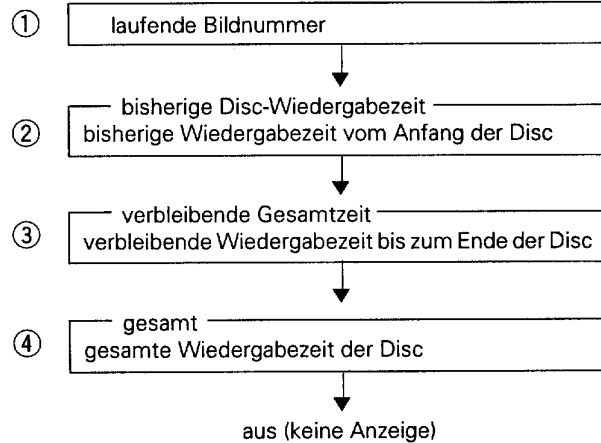 ① laufende Bildnummer
bisherige Disc-Wiedergabezeit
② bisherige Wiedergabezeit vom Anfang der Disc
verbleibende Gesamtzeit
③ verbleibende Wiedergabezeit bis zum Ende der Disc
gesamt
④ gesamte Wiedergabezeit der Disc
aus (keine Anzeige)